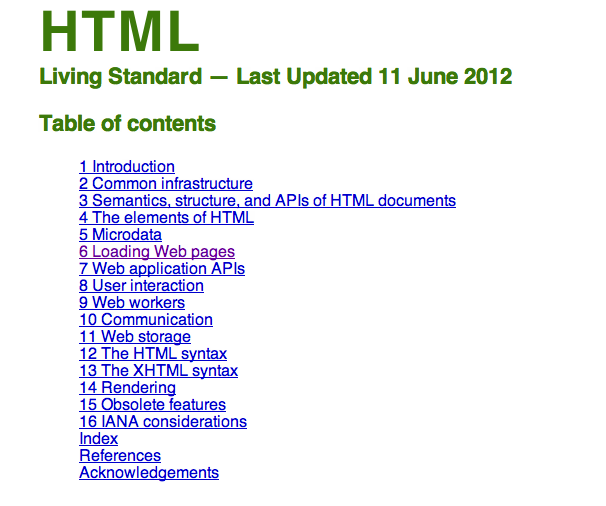 HTML
Living Standard — Last Updated 11 June 2012
Table of contents
1 Introduction
2 Common infrastructure
3 Semantics, structure, and APIs of HTML documents
4 The elements of HTML
5 Microdata
6 Loading Web pages
7 Web application APIs
8 User interaction
9 Web workers
10 Communication
11 Web storage
12 The HTML syntax
13 The XHTML syntax
14 Rendering
15 Obsolete features
16 IANA considerations
Index
References
Acknowledgements